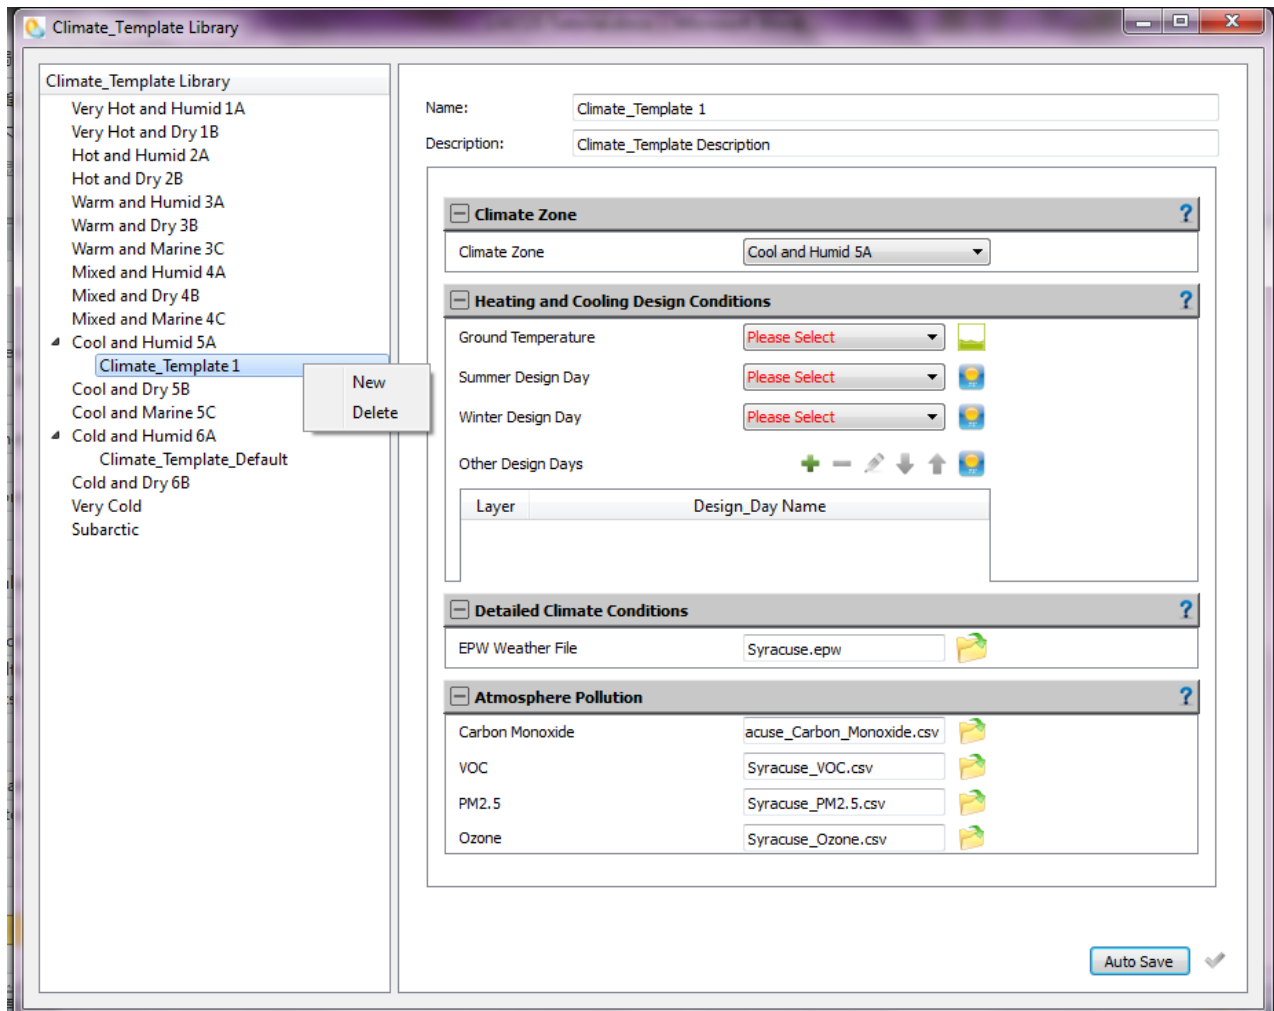 Climate_Template Library
Climate_Template Library
Very Hot and Humid 1A
Very Hot and Dry 1B
Hot and Humid 2A
Hot and Dry 2B
Warm and Humid 3A
Warm and Dry 3B
Warm and Marine 3C
Mixed and Humid 4A
Mixed and Dry 4B
Mixed and Marine 4C
Cool and Humid 5A
Climate_Template 1
Cool and Dry 5B
Cool and Marine 5C
Cold and Humid 6A
Climate_Template_Default
Cold and Dry 6B
Very Cold
Subarctic
New
Delete
Name: Climate_Template 1
Description: Climate_Template Description
Climate Zone ?
Climate Zone Cool and Humid 5A
Heating and Cooling Design Conditions ?
Ground Temperature Please Select
Summer Design Day Please Select
Winter Design Day Please Select
Other Design Days
Layer Design_Day Name
Detailed Climate Conditions ?
EPW Weather File Syracuse.epw
Atmosphere Pollution ?
Carbon Monoxide acuse_Carbon_Monoxide.csv
VOC Syracuse_VOC.csv
PM2.5 Syracuse_PM2.5.csv
Ozone Syracuse_Ozone.csv
Auto Save